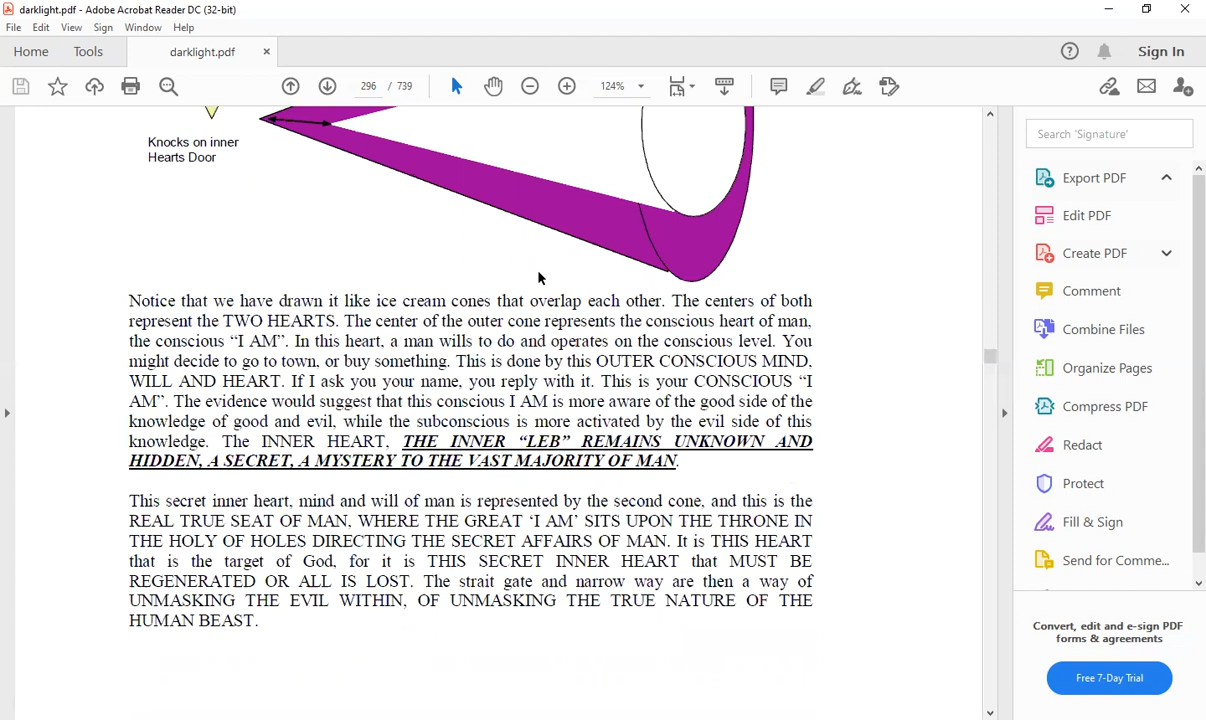 darklight.pdf - Adobe Acrobat Reader DC (32-bit)
File Edit View Sign Window Help
Home Tools darklight.pdf × Sign In
296 / 739 124%
Knocks on inner
Hearts Door
Notice that we have drawn it like ice cream cones that overlap each other. The centers of both
represent the TWO HEARTS. The center of the outer cone represents the conscious heart of man,
the conscious “I AM”. In this heart, a man wills to do and operates on the conscious level. You
might decide to go to town, or buy something. This is done by this OUTER CONSCIOUS MIND,
WILL AND HEART. If I ask you your name, you reply with it. This is your CONSCIOUS “I
AM”. The evidence would suggest that this conscious I AM is more aware of the good side of the
knowledge of good and evil, while the subconscious is more activated by the evil side of this
knowledge. The INNER HEART, THE INNER “LEB” REMAINS UNKNOWN AND
HIDDEN, A SECRET, A MYSTERY TO THE VAST MAJORITY OF MAN.
This secret inner heart, mind and will of man is represented by the second cone, and this is the
REAL TRUE SEAT OF MAN, WHERE THE GREAT ‘I AM’ SITS UPON THE THRONE IN
THE HOLY OF HOLES DIRECTING THE SECRET AFFAIRS OF MAN. It is THIS HEART
that is the target of God, for it is THIS SECRET INNER HEART that MUST BE
REGENERATED OR ALL IS LOST. The strait gate and narrow way are then a way of
UNMASKING THE EVIL WITHIN, OF UNMASKING THE TRUE NATURE OF THE
HUMAN BEAST.
Search 'Signature'
Export PDF
Edit PDF
Create PDF
Comment
Combine Files
Organize Pages
Compress PDF
Redact
Protect
Fill & Sign
Send for Comme...
Convert, edit and e-sign PDF
forms & agreements
Free 7-Day Trial